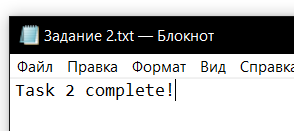 Задание 2.txt — Блокнот
Файл Правка Формат Вид Справка
Task 2 complete!